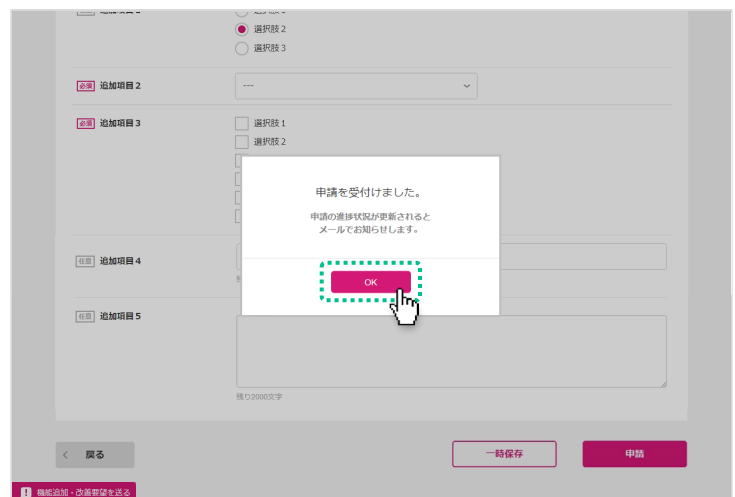 選択肢2
選択肢3
必須 追加項目2
---
必須 追加項目3
選択肢1
選択肢2
申請を受付けました。
申請の進捗状況が更新されると
メールでお知らせします。
OK
任意 追加項目4
任意 追加項目5
残り2000文字
戻る
一時保存
申請
機能追加・改善要望を送る